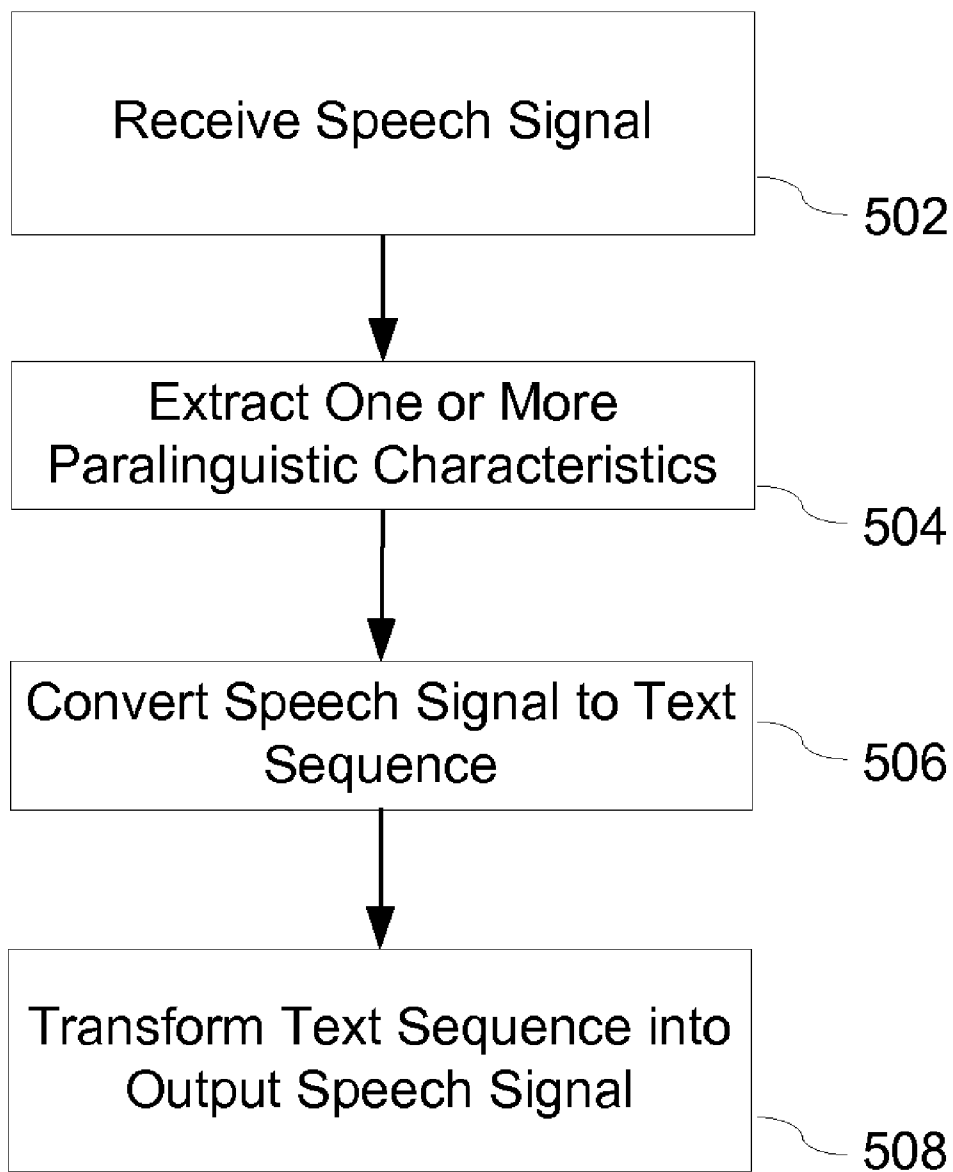 Receive Speech Signal
502
Extract One or More
Paralinguistic Characteristics
504
Convert Speech Signal to Text
Sequence
506
Transform Text Sequence into
Output Speech Signal
508